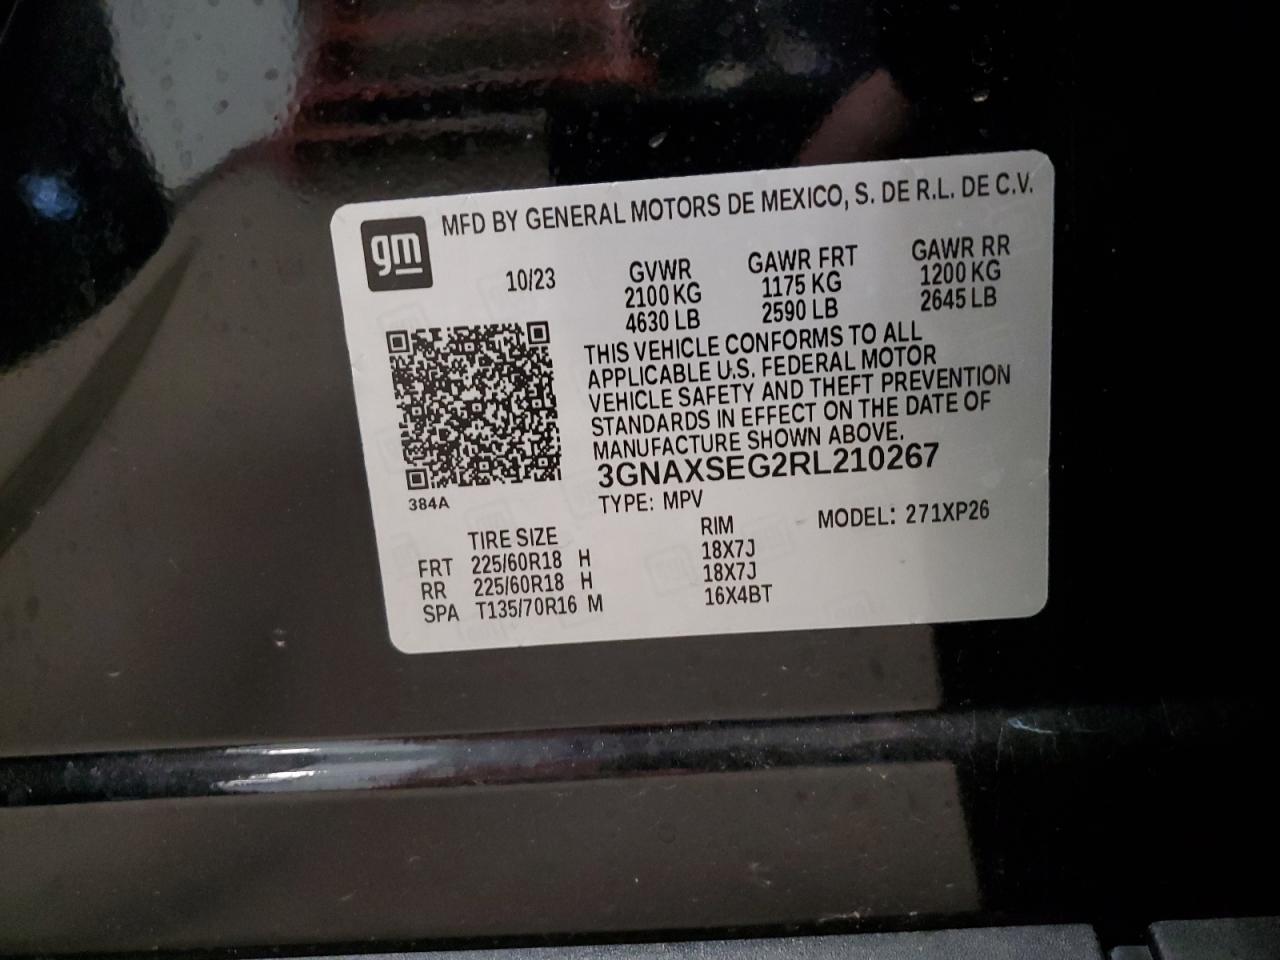 gm
MFD BY GENERAL MOTORS DE MEXICO, S. DE R.L. DE C.V.
10/23
GVWR
2100 KG
4630 LB
GAWR FRT
1175 KG
2590 LB
GAWR RR
1200 KG
2645 LB
THIS VEHICLE CONFORMS TO ALL
APPLICABLE U.S. FEDERAL MOTOR
VEHICLE SAFETY AND THEFT PREVENTION
STANDARDS IN EFFECT ON THE DATE OF
MANUFACTURE SHOWN ABOVE.
3GNAXSEG2RL210267
384A
TYPE: MPV
MODEL: 271XP26
TIRE SIZE RIM
FRT 225/60R18 H 18X7J
RR 225/60R18 H 18X7J
SPA T135/70R16 M 16X4BT